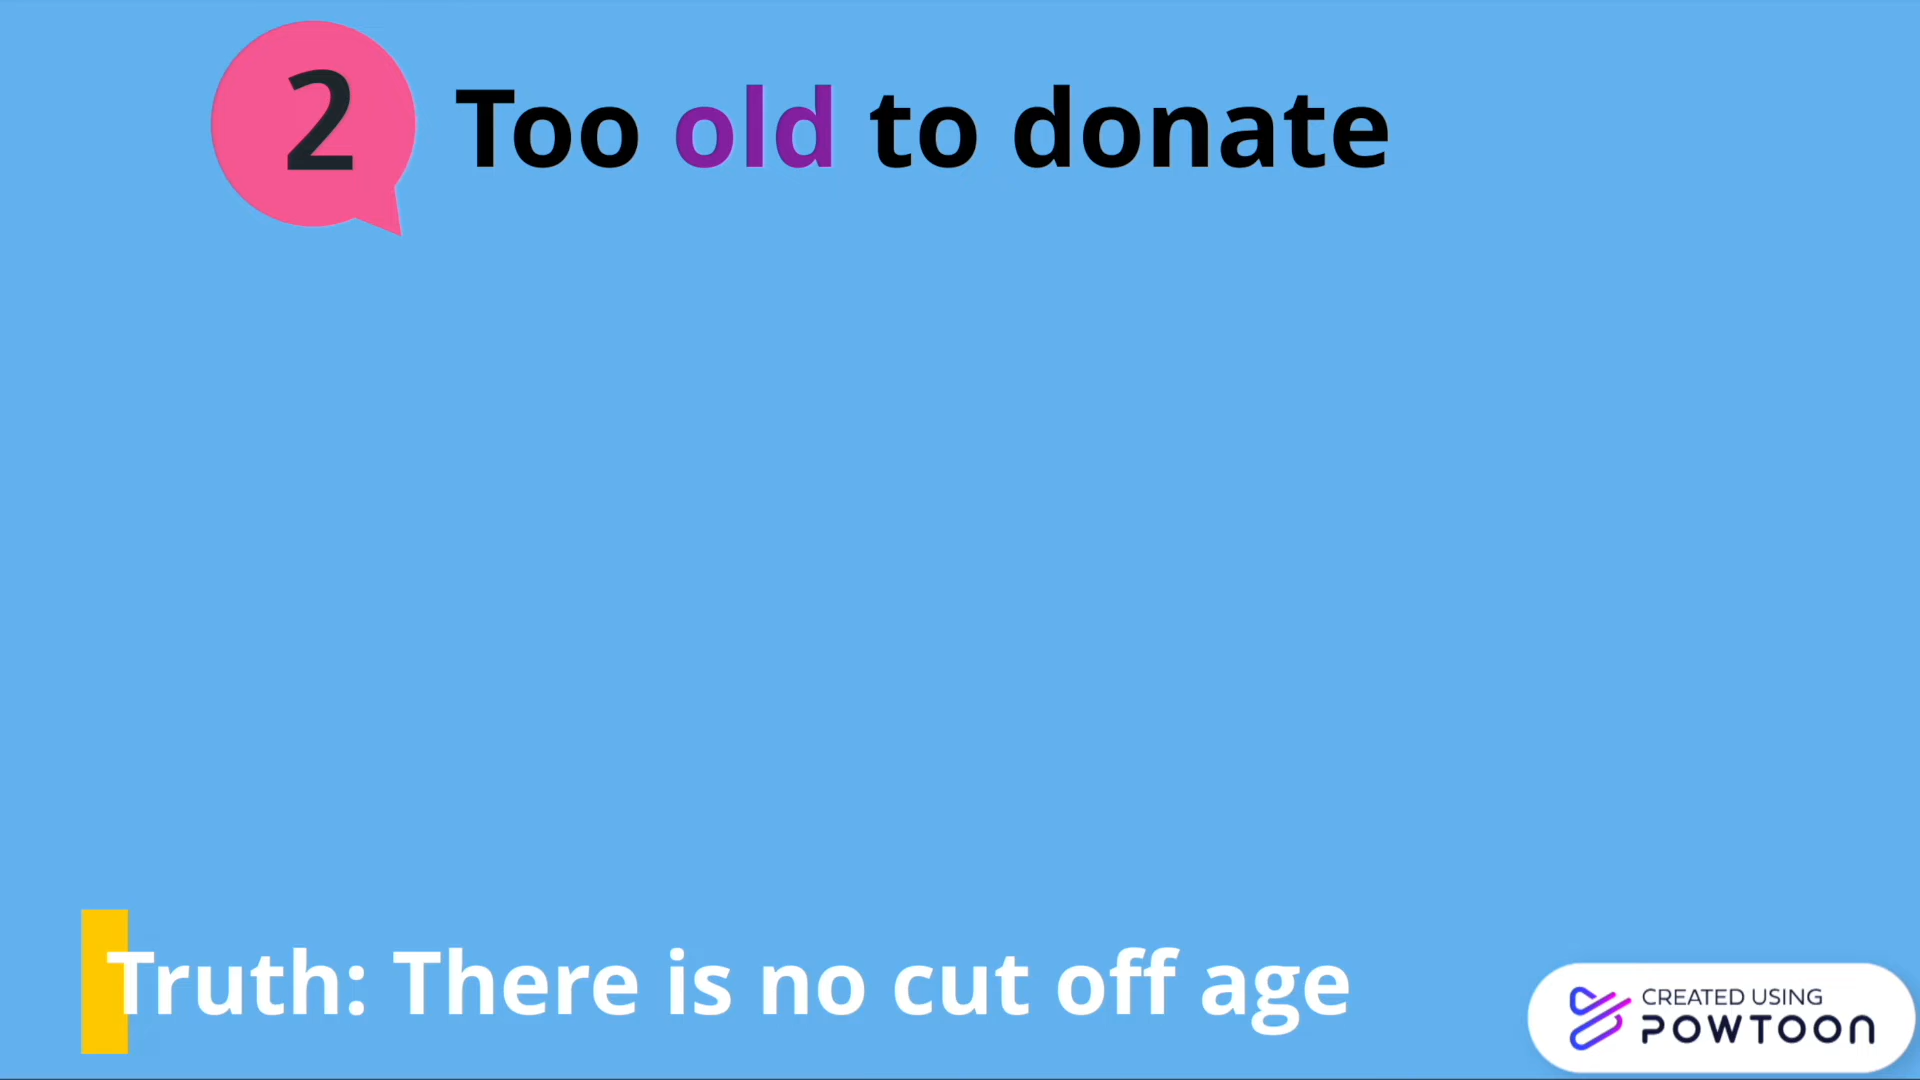 2
Too old to donate
Truth: There is no cut off age
CREATED USING
POWTOON